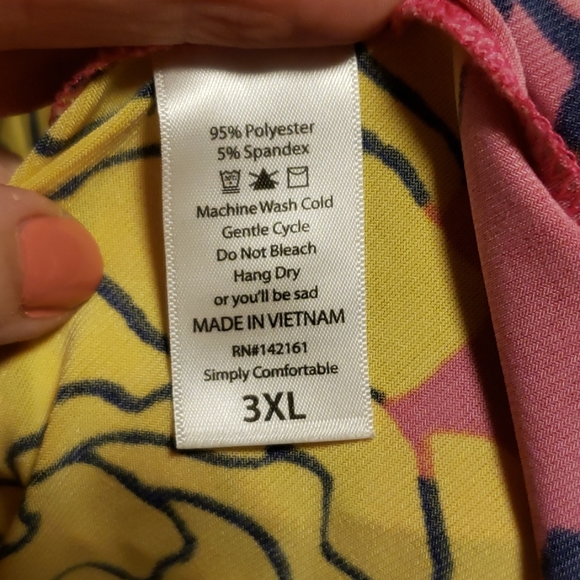 95% Polyester
5% Spandex
Machine Wash Cold
Gentle Cycle
Do Not Bleach
Hang Dry
or you'll be sad
MADE IN VIETNAM
RN#142161
Simply Comfortable
3XL